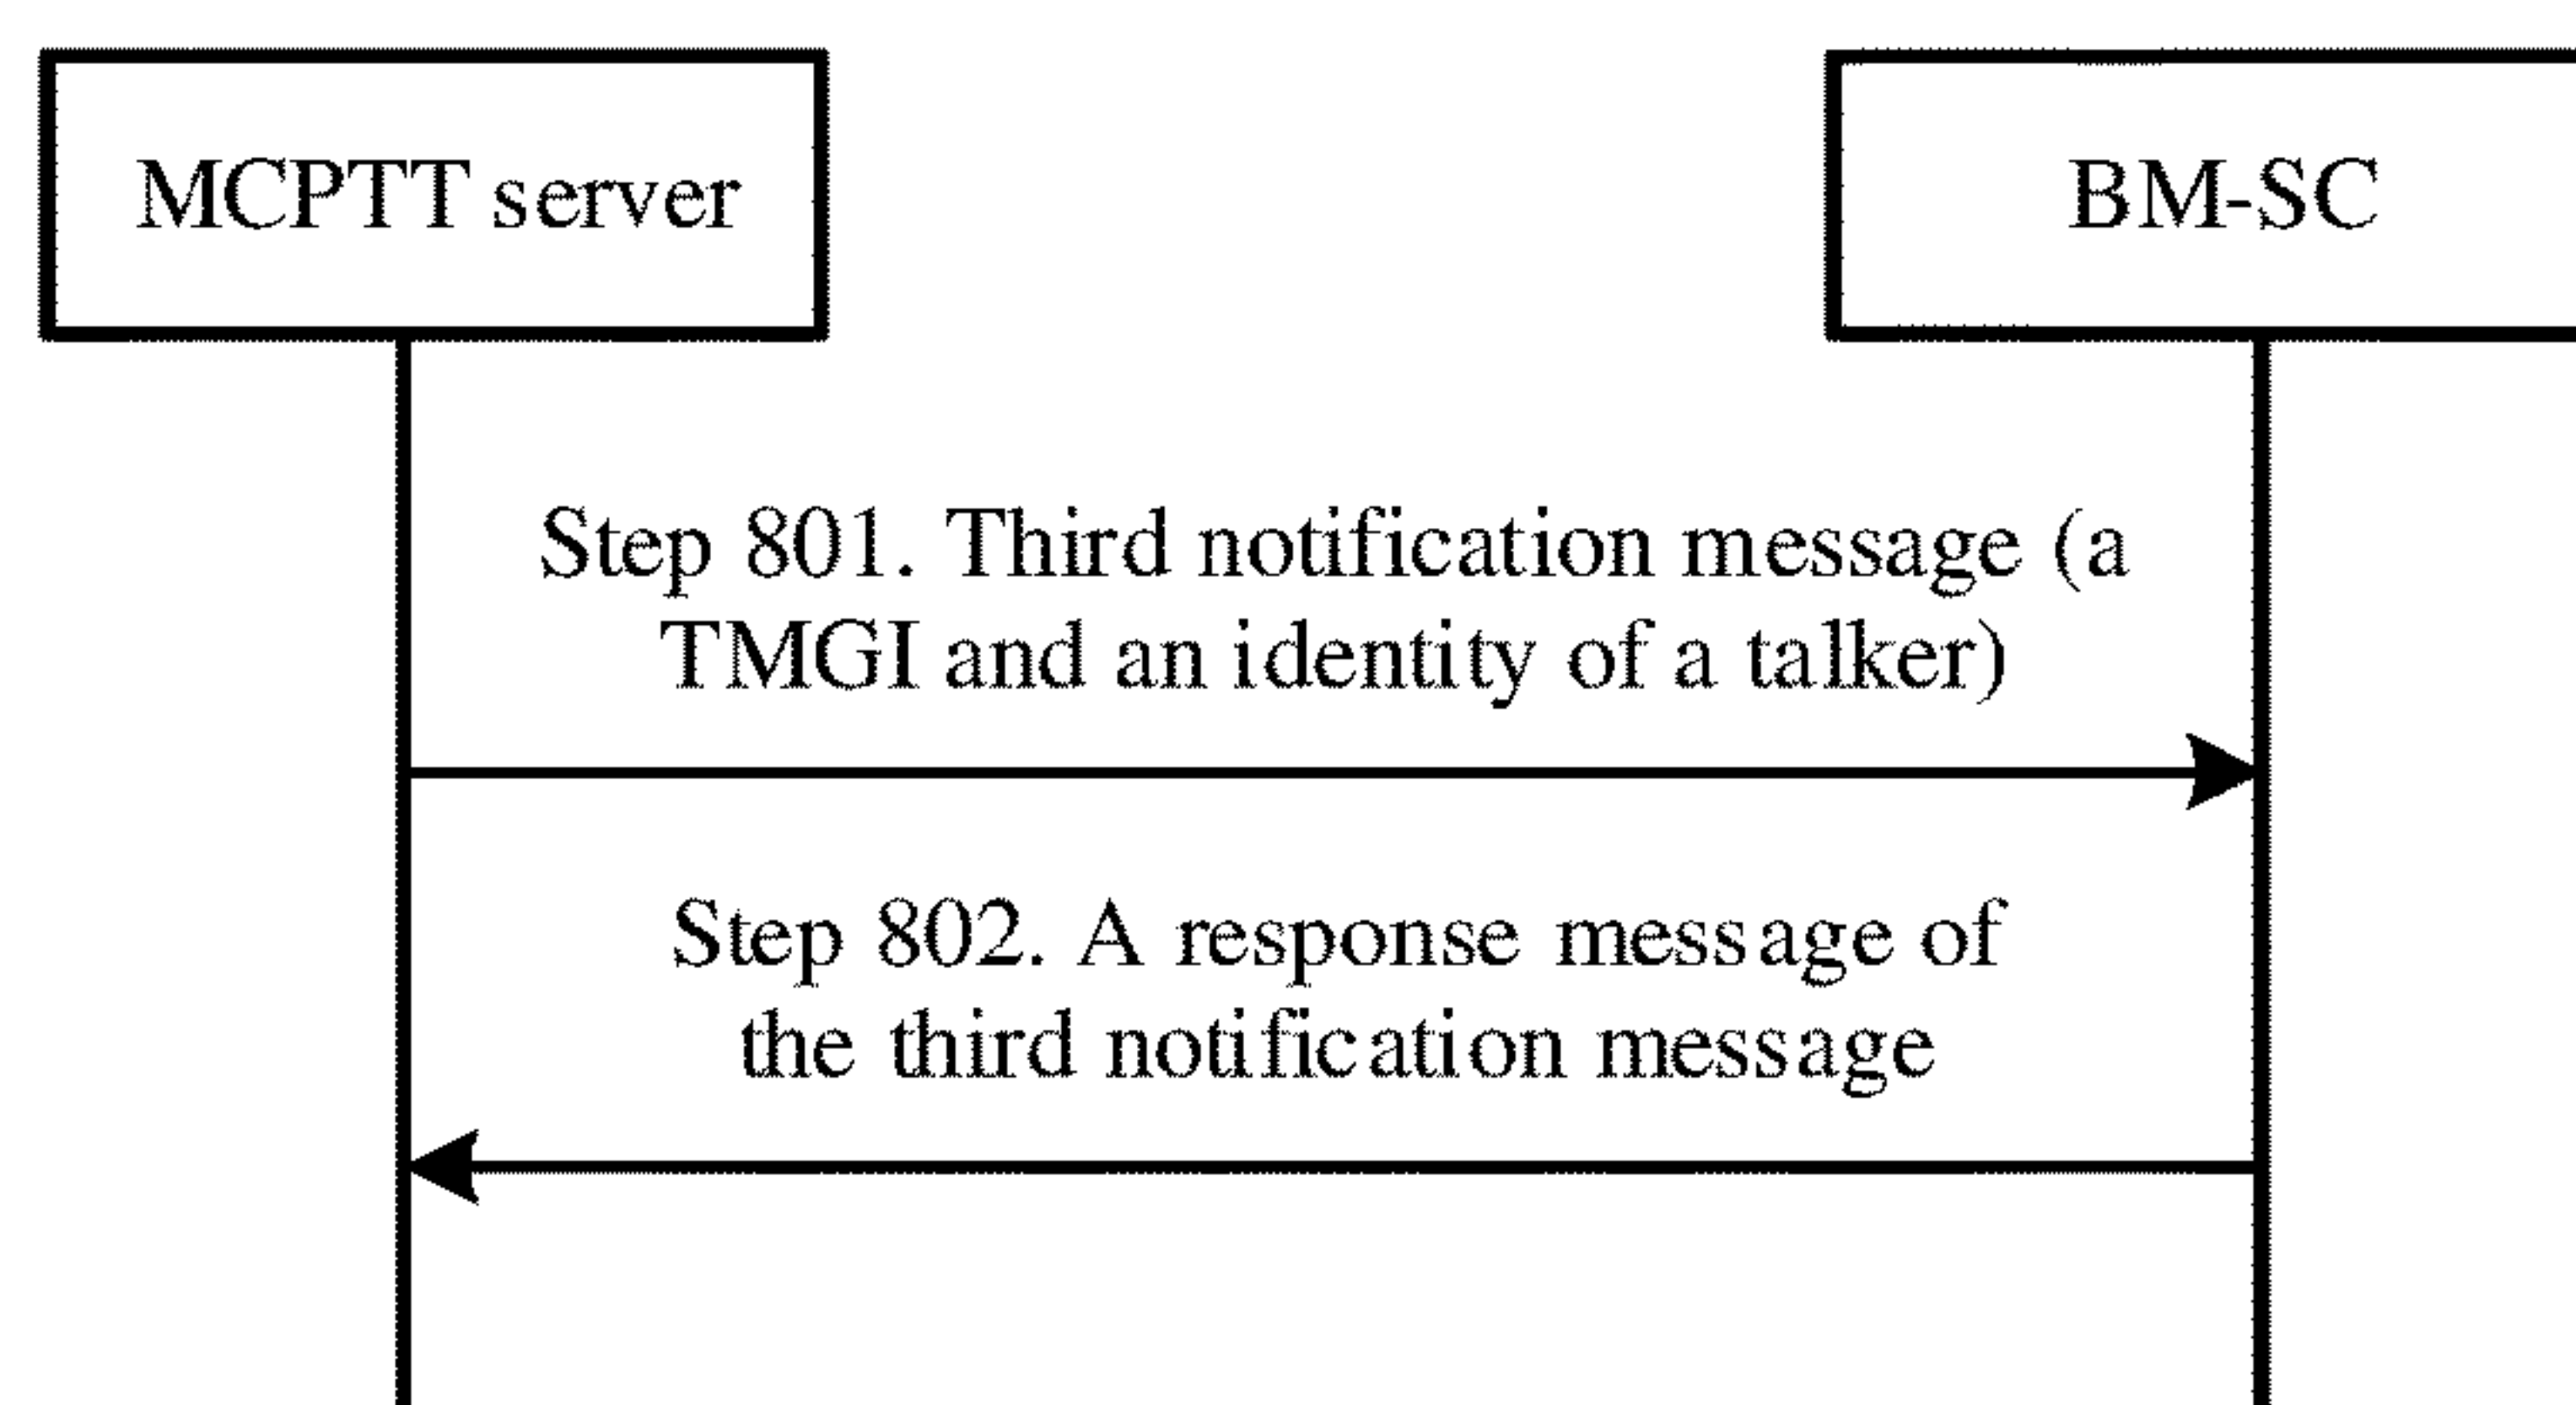 MCPTT server
BM-SC
Step 801. Third notification message (a
TMGI and an identity of a talker)
Step 802. A response message of
the third notification message